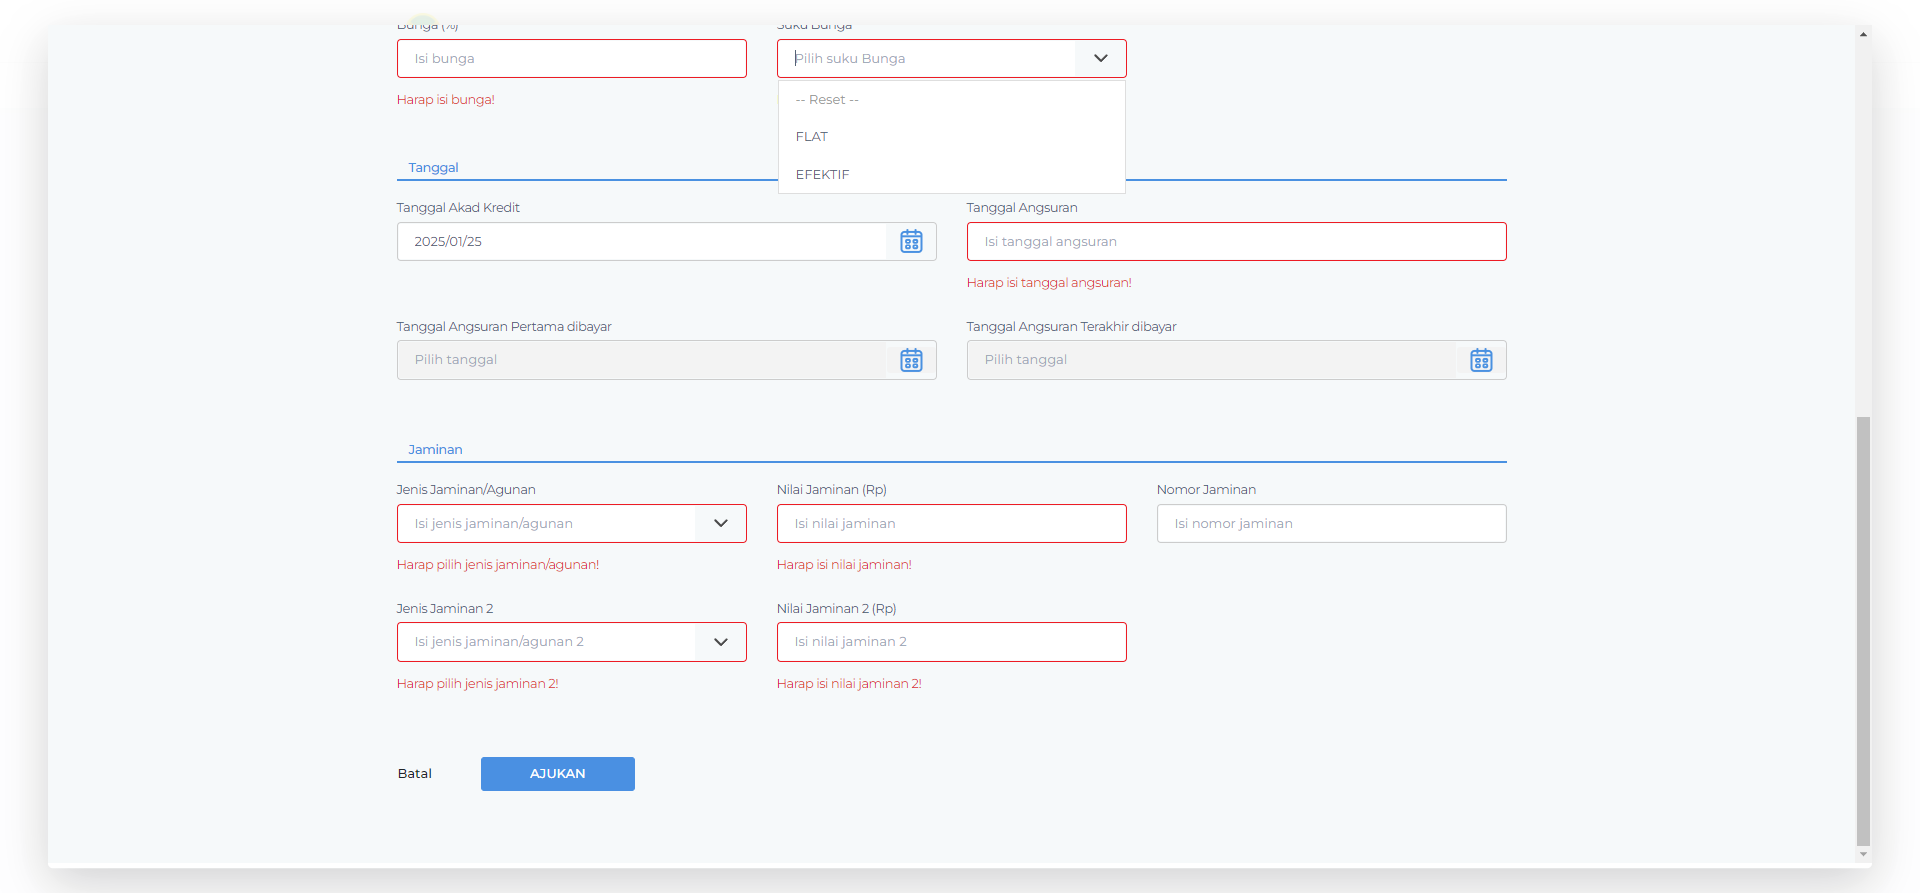 Bunga (%)
Suku Bunga
Isi bunga
Pilih suku Bunga
Harap isi bunga!
-- Reset --
FLAT
EFEKTIF
Tanggal
Tanggal Akad Kredit
Tanggal Angsuran
2025/01/25
Isi tanggal angsuran
Harap isi tanggal angsuran!
Tanggal Angsuran Pertama dibayar
Tanggal Angsuran Terakhir dibayar
Pilih tanggal
Pilih tanggal
Jaminan
Jenis Jaminan/Agunan
Nilai Jaminan (Rp)
Nomor Jaminan
Isi jenis jaminan/agunan
Isi nilai jaminan
Isi nomor jaminan
Harap pilih jenis jaminan/agunan!
Harap isi nilai jaminan!
Jenis Jaminan 2
Nilai Jaminan 2 (Rp)
Isi jenis jaminan/agunan 2
Isi nilai jaminan 2
Harap pilih jenis jaminan 2!
Harap isi nilai jaminan 2!
Batal
AJUKAN